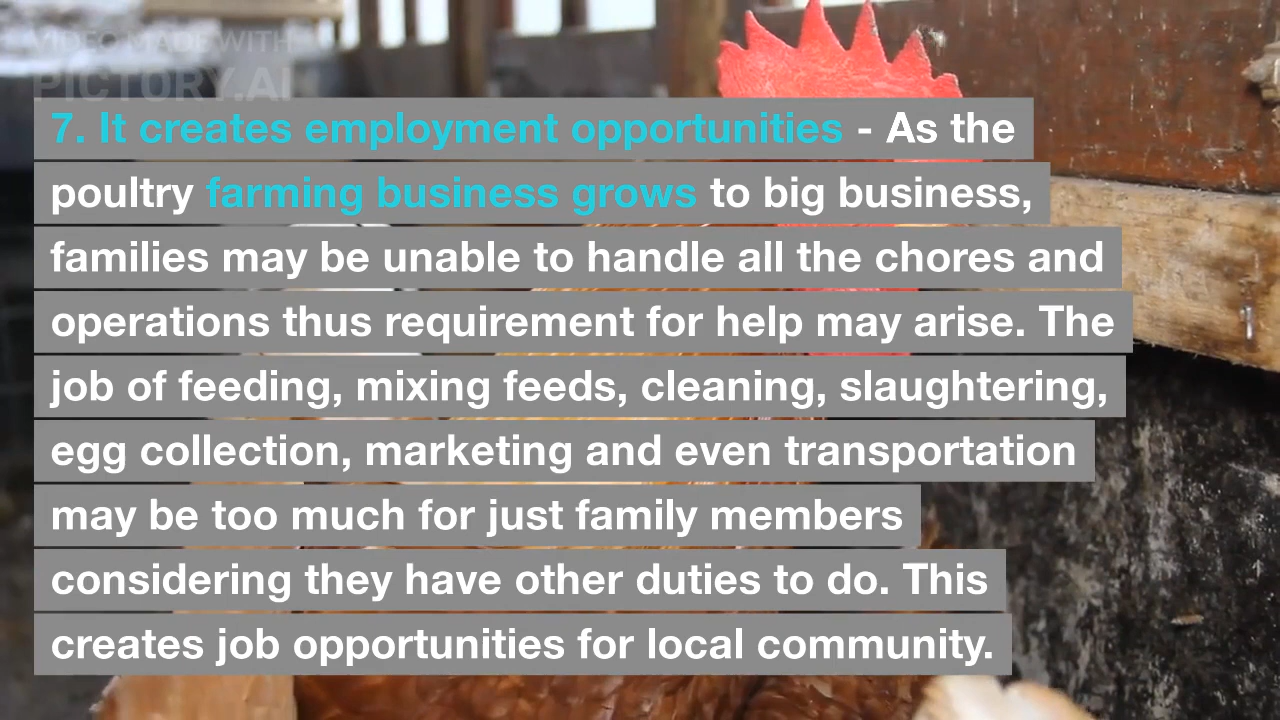 VIDEO MADE WITH
PICTORY.AI
7. It creates employment opportunities - As the
poultry farming business grows to big business,
families may be unable to handle all the chores and
operations thus requirement for help may arise. The
job of feeding, mixing feeds, cleaning, slaughtering,
egg collection, marketing and even transportation
may be too much for just family members
considering they have other duties to do. This
creates job opportunities for local community.